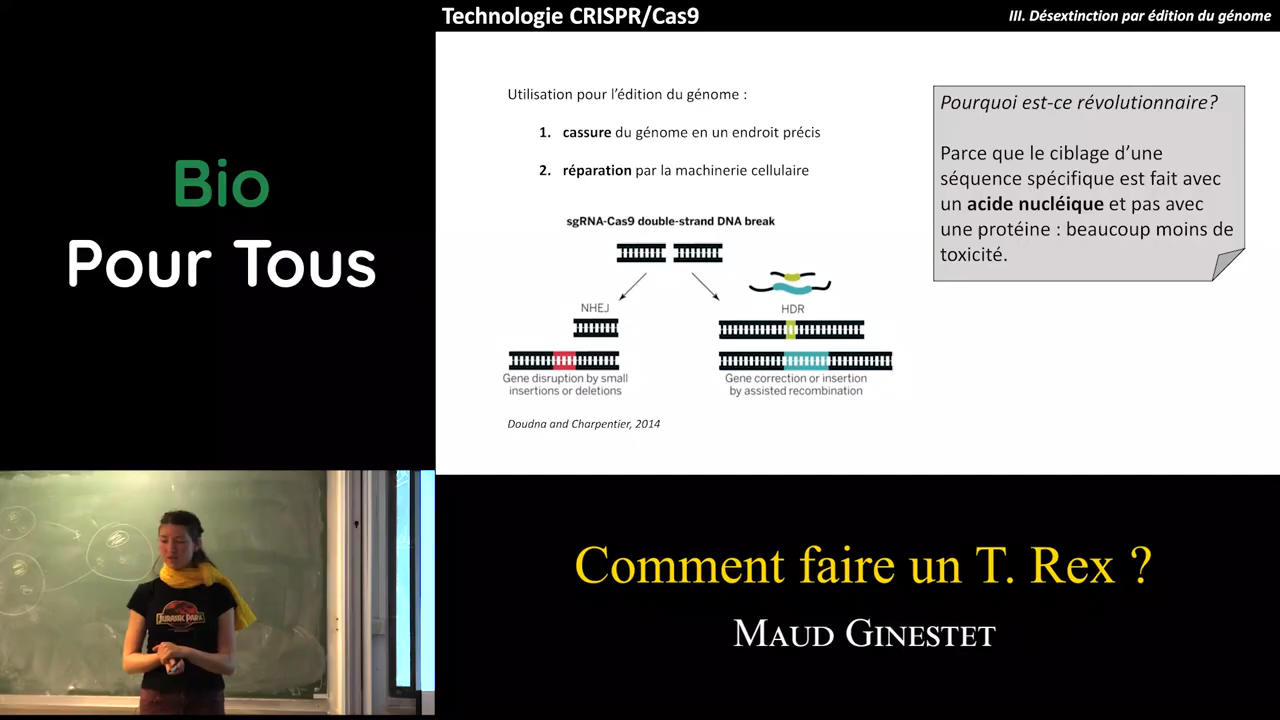 Technologie CRISPR/Cas9
III. Désextinction par édition du génome
Bio
Pour Tous
Utilisation pour l'édition du génome :
1. cassure du génome en un endroit précis
2. réparation par la machinerie cellulaire
sgRNA-Cas9 double-strand DNA break
NHEJ
HDR
Gene disruption by small
insertions or deletions
Gene correction or insertion
by assisted recombination
Doudna and Charpentier, 2014
Pourquoi est-ce révolutionnaire?
Parce que le ciblage d'une
séquence spécifique est fait avec
un acide nucléique et pas avec
une protéine : beaucoup moins de
toxicité.
JURASSIC PARK
Comment faire un T. Rex ?
MAUD GINESTET